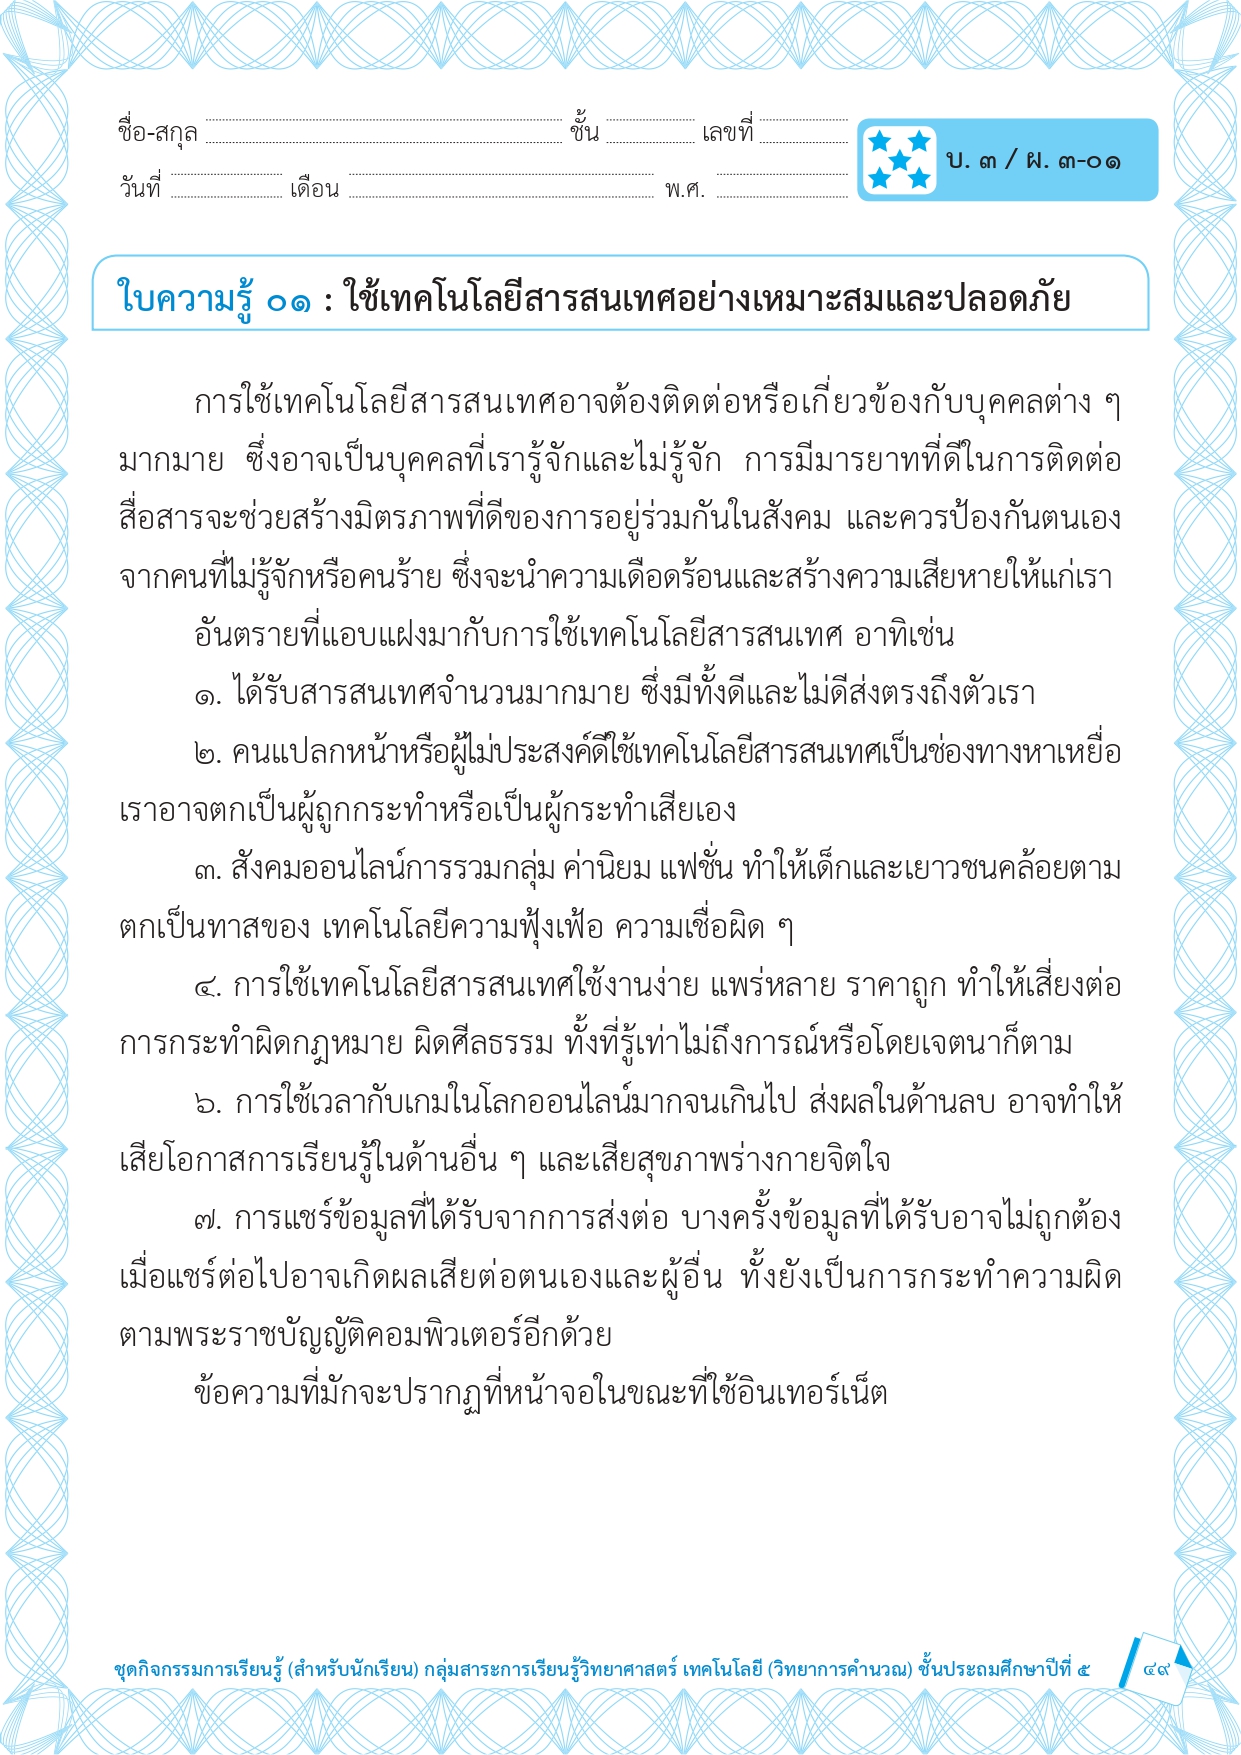 ชื่อ-สกุล ชั้น เลขที่
บ. ๓ / ผ. ๓-๐๑
วันที่ เดือน พ.ศ.
ใบความรู้ ๐๑ : ใช้เทคโนโลยีสารสนเทศอย่างเหมาะสมและปลอดภัย
การใช้เทคโนโลยีสารสนเทศอาจต้องติดต่อหรือเกี่ยวข้องกับบุคคลต่าง ๆ
มากมาย ซึ่งอาจเป็นบุคคลที่เรารู้จักและไม่รู้จัก การมีมารยาทที่ดีในการติดต่อ
สื่อสารจะช่วยสร้างมิตรภาพที่ดีของการอยู่ร่วมกันในสังคม และควรป้องกันตนเอง
จากคนที่ไม่รู้จักหรือคนร้าย ซึ่งจะนำความเดือดร้อนและสร้างความเสียหายให้แก่เรา
อันตรายที่แอบแฝงมากับการใช้เทคโนโลยีสารสนเทศ อาทิเช่น
๑. ได้รับสารสนเทศจำนวนมากมาย ซึ่งมีทั้งดีและไม่ดีส่งตรงถึงตัวเรา
๒. คนแปลกหน้าหรือผู้ไม่ประสงค์ดีใช้เทคโนโลยีสารสนเทศเป็นช่องทางหาเหยื่อ
เราอาจตกเป็นผู้ถูกกระทำหรือเป็นผู้กระทำเสียเอง
๓. สังคมออนไลน์การรวมกลุ่ม ค่านิยม แฟชั่น ทำให้เด็กและเยาวชนคล้อยตาม
ตกเป็นทาสของ เทคโนโลยีความฟุ้งเฟ้อ ความเชื่อผิด ๆ
๔. การใช้เทคโนโลยีสารสนเทศใช้งานง่าย แพร่หลาย ราคาถูก ทำให้เสี่ยงต่อ
การกระทำผิดกฎหมาย ผิดศีลธรรม ทั้งที่รู้เท่าไม่ถึงการณ์หรือโดยเจตนาก็ตาม
๖. การใช้เวลากับเกมในโลกออนไลน์มากจนเกินไป ส่งผลในด้านลบ อาจทำให้
เสียโอกาสการเรียนรู้ในด้านอื่น ๆ และเสียสุขภาพร่างกายจิตใจ
๗. การแชร์ข้อมูลที่ได้รับจากการส่งต่อ บางครั้งข้อมูลที่ได้รับอาจไม่ถูกต้อง
เมื่อแชร์ต่อไปอาจเกิดผลเสียต่อตนเองและผู้อื่น ทั้งยังเป็นการกระทำความผิด
ตามพระราชบัญญัติคอมพิวเตอร์อีกด้วย
ข้อความที่มักจะปรากฏที่หน้าจอในขณะที่ใช้อินเทอร์เน็ต
ชุดกิจกรรมการเรียนรู้ (สำหรับนักเรียน) กลุ่มสาระการเรียนรู้วิทยาศาสตร์ เทคโนโลยี (วิทยาการคำนวณ) ชั้นประถมศึกษาปีที่ ๕
๔๙